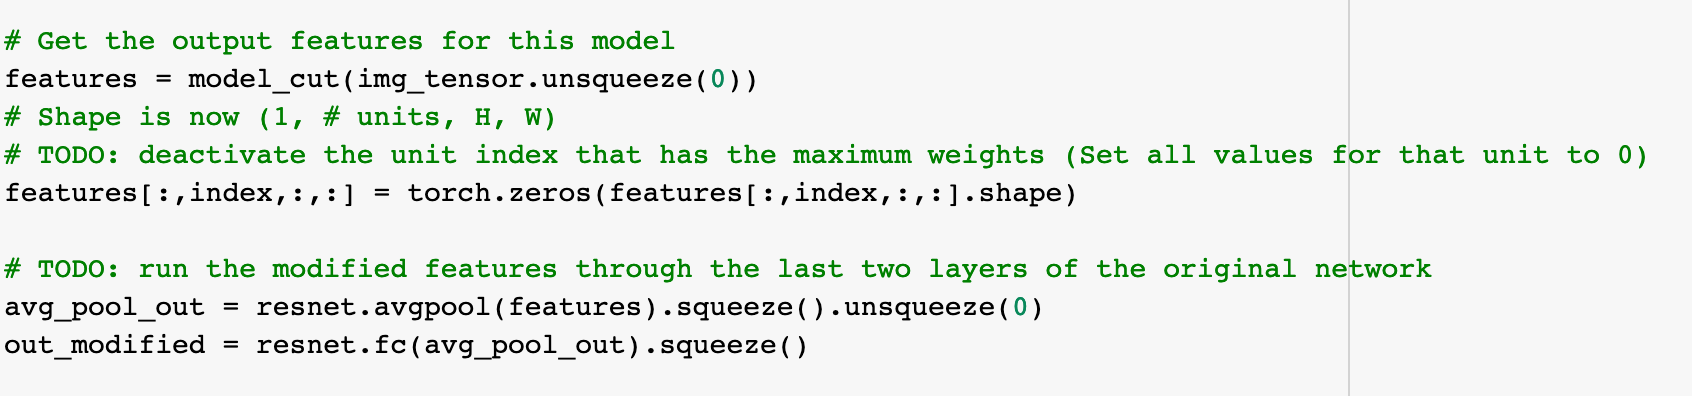 # Get the output features for this model
features = model_cut(img_tensor.unsqueeze(0))
# Shape is now (1, # units, H, W)
# TODO: deactivate the unit index that has the maximum weights (Set all values for that unit to 0)
features[:,index,:,:] = torch.zeros(features[:,index,:,:].shape)
# TODO: run the modified features through the last two layers of the original network
avg_pool_out = resnet.avgpool(features).squeeze().unsqueeze(0)
out_modified = resnet.fc(avg_pool_out).squeeze()